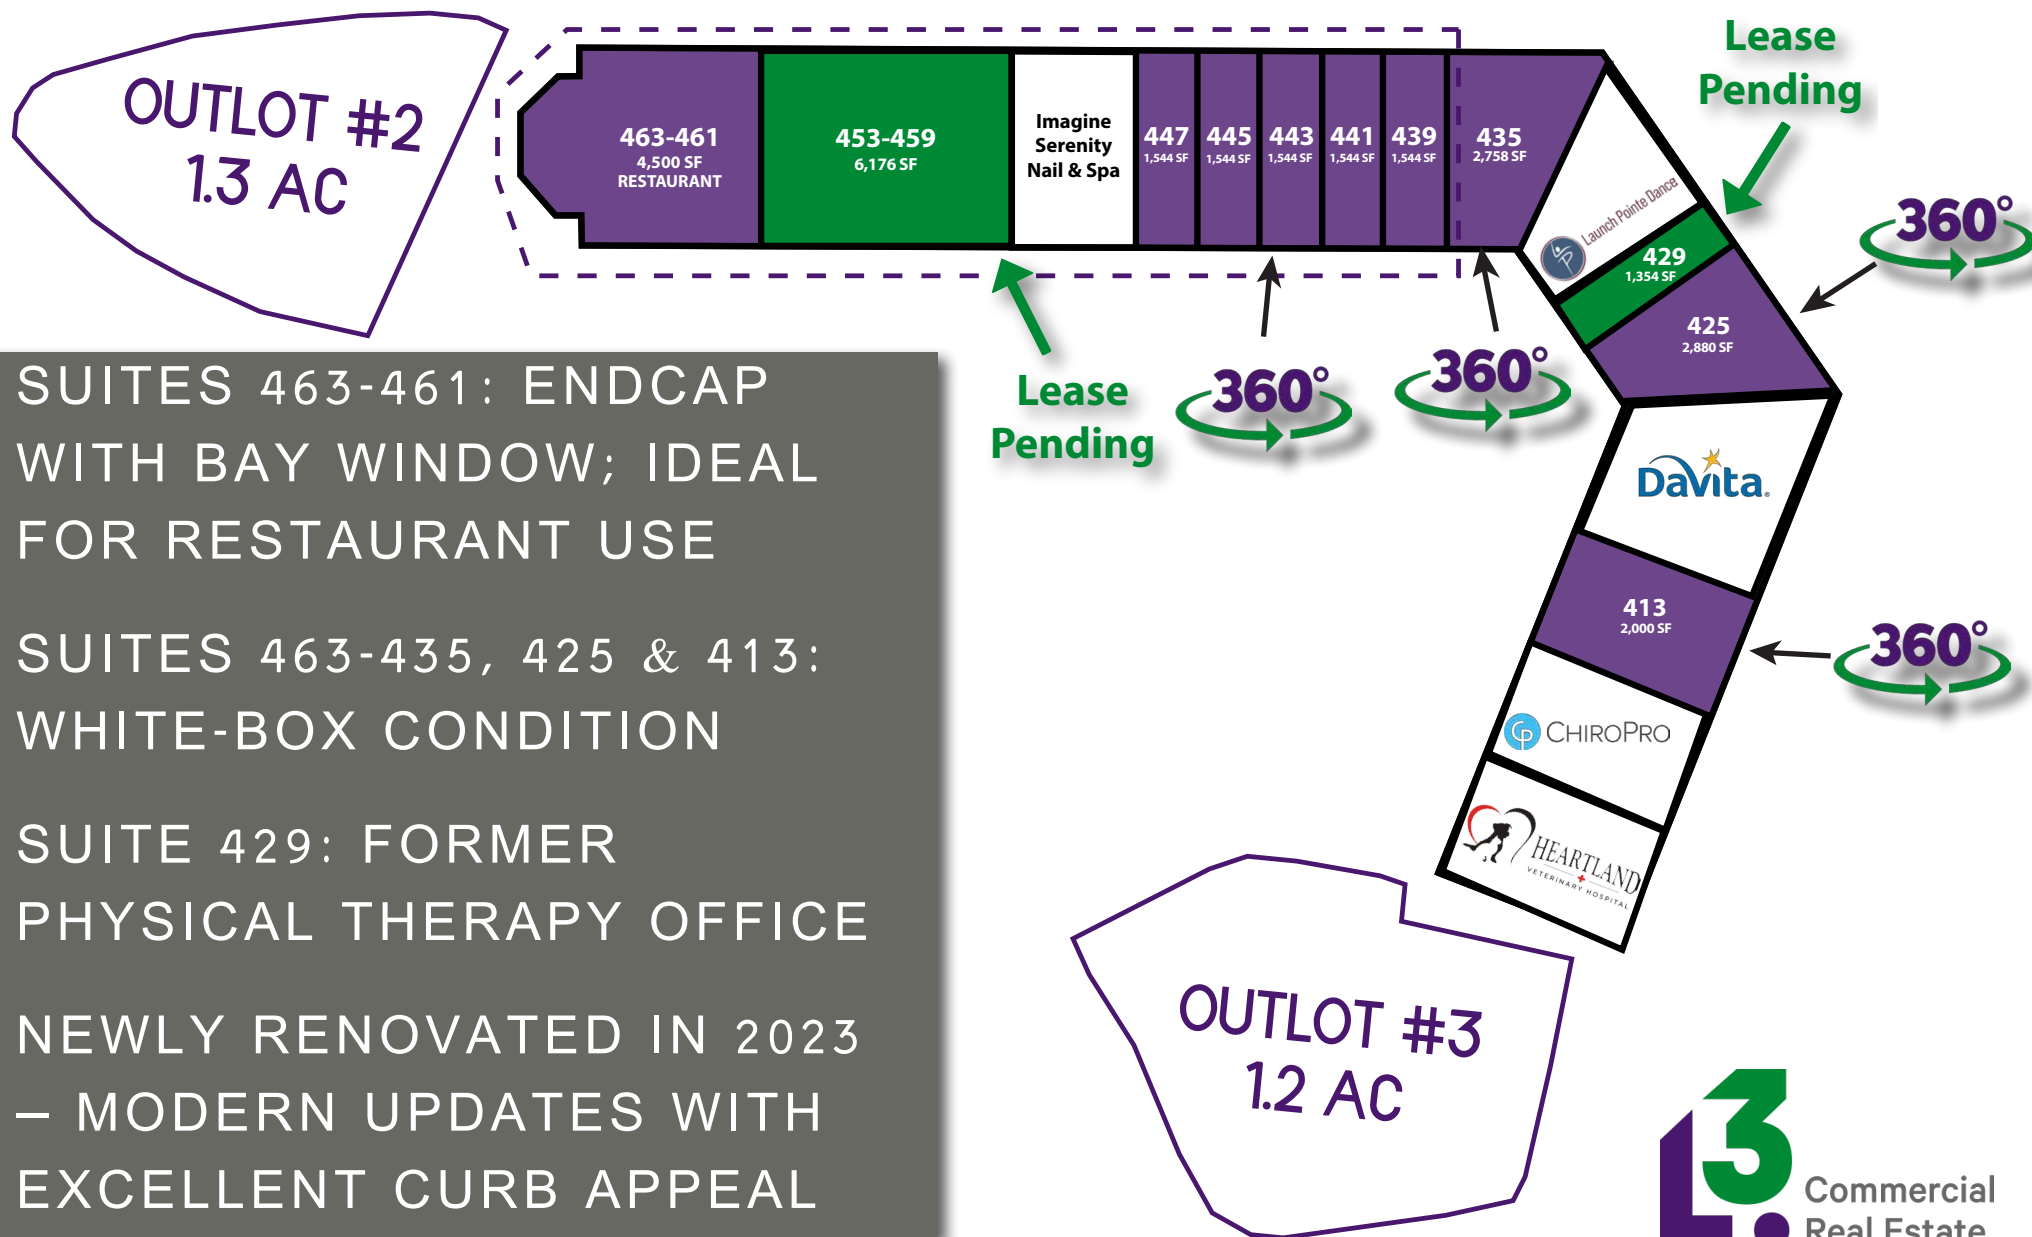 OUTLOT #2
1.3 AC
463-461
4,500 SF
RESTAURANT
453-459
6,176 SF
Imagine
Serenity
Nail & Spa
447
1,544 SF
445
1,544 SF
443
1,544 SF
441
1,544 SF
439
1,544 SF
435
2,758 SF
Lease
Pending
Launch Pointe Dance
LP
429
1,354 SF
425
2,880 SF
360°
Lease
Pending
360°
360°
DaVita.
413
2,000 SF
360°
CP CHIROPRO
HEARTLAND
VETERINARY HOSPITAL
OUTLOT #3
1.2 AC
SUITES 463-461: ENDCAP
WITH BAY WINDOW; IDEAL
FOR RESTAURANT USE
SUITES 463-435, 425 & 413:
WHITE-BOX CONDITION
SUITE 429: FORMER
PHYSICAL THERAPY OFFICE
NEWLY RENOVATED IN 2023
– MODERN UPDATES WITH
EXCELLENT CURB APPEAL
L3
Commercial
Real Estate